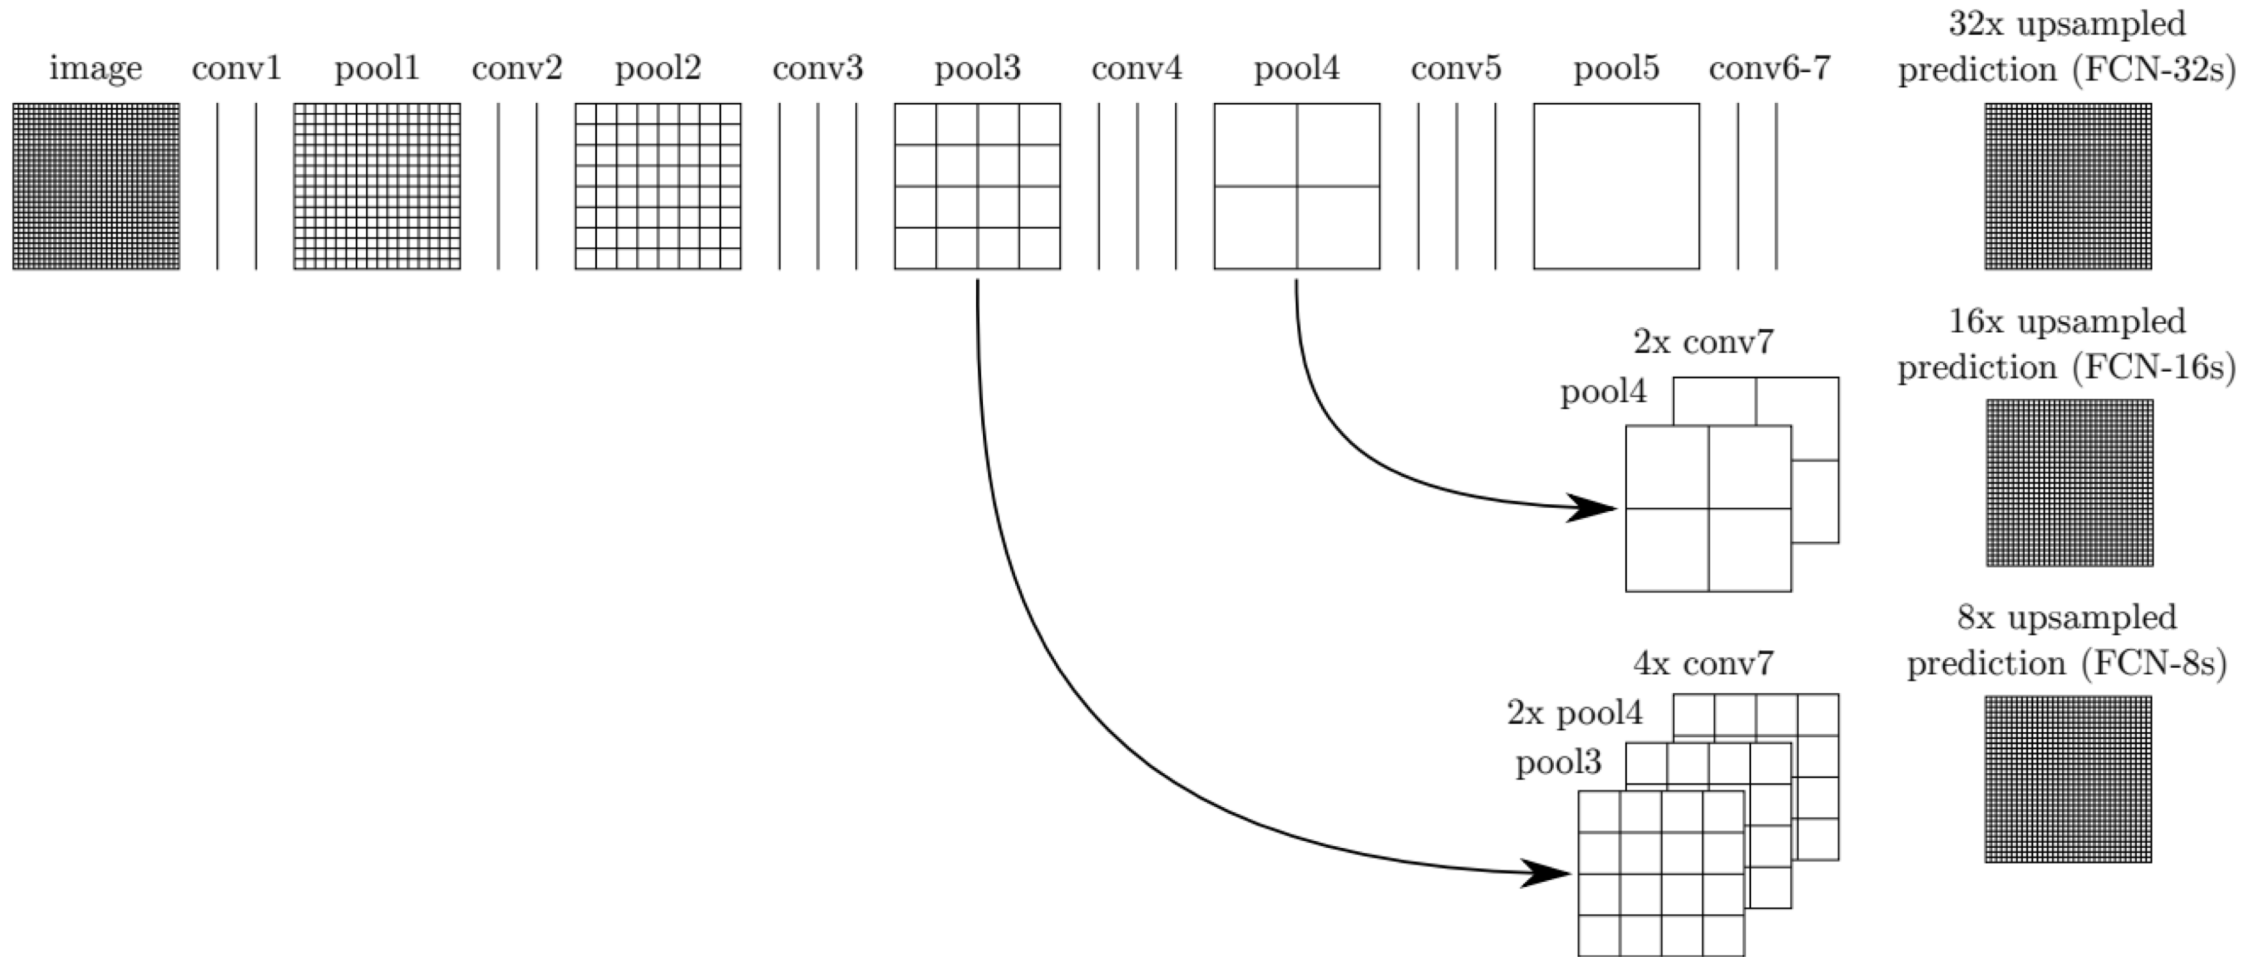 image conv1 pool1 conv2 pool2 conv3 pool3 conv4 pool4 conv5 pool5 conv6-7
32x upsampled
prediction (FCN-32s)
2x conv7
pool4
16x upsampled
prediction (FCN-16s)
4x conv7
2x pool4
pool3
8x upsampled
prediction (FCN-8s)